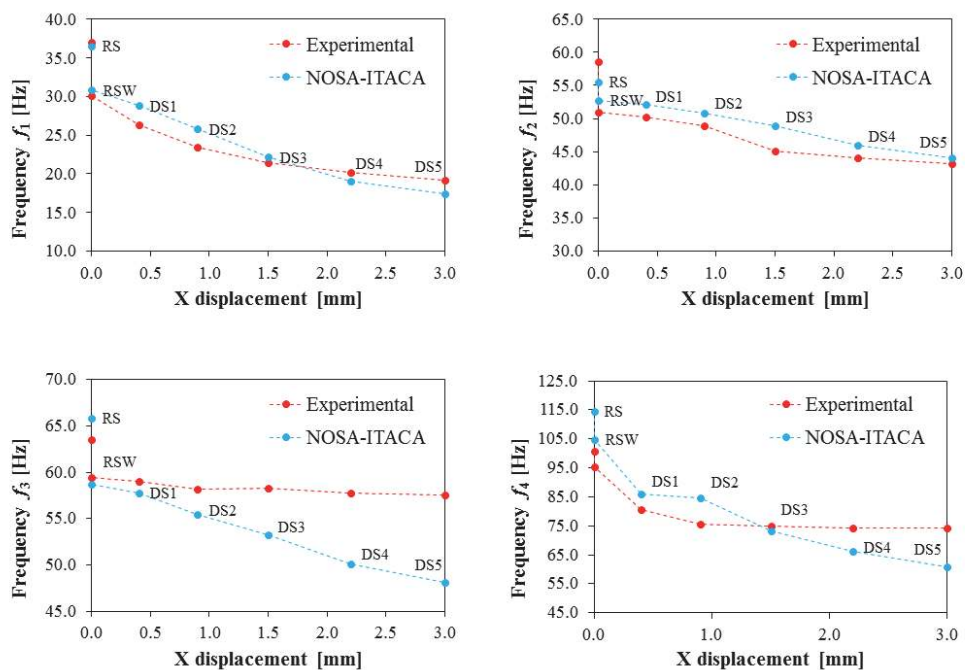 40.0
35.0
30.0
25.0
20.0
15.0
10.0
Frequency f1 [Hz]
RS
RSW
DS1
DS2
DS3
DS4
DS5
Experimental
NOSA-ITACA
0.0 0.5 1.0 1.5 2.0 2.5 3.0
X displacement [mm]
65.0
60.0
55.0
50.0
45.0
40.0
35.0
30.0
Frequency f2 [Hz]
RS
RSW
DS1
DS2
DS3
DS4
DS5
Experimental
NOSA-ITACA
0.0 0.5 1.0 1.5 2.0 2.5 3.0
X displacement [mm]
70.0
65.0
60.0
55.0
50.0
45.0
Frequency f3 [Hz]
RS
RSW
DS1
DS2
DS3
DS4
DS5
Experimental
NOSA-ITACA
0.0 0.5 1.0 1.5 2.0 2.5 3.0
X displacement [mm]
125.0
115.0
105.0
95.0
85.0
75.0
65.0
55.0
45.0
Frequency f4 [Hz]
RS
RSW
DS1
DS2
DS3
DS4
DS5
Experimental
NOSA-ITACA
0.0 1.0 2.0 3.0
X displacement [mm]